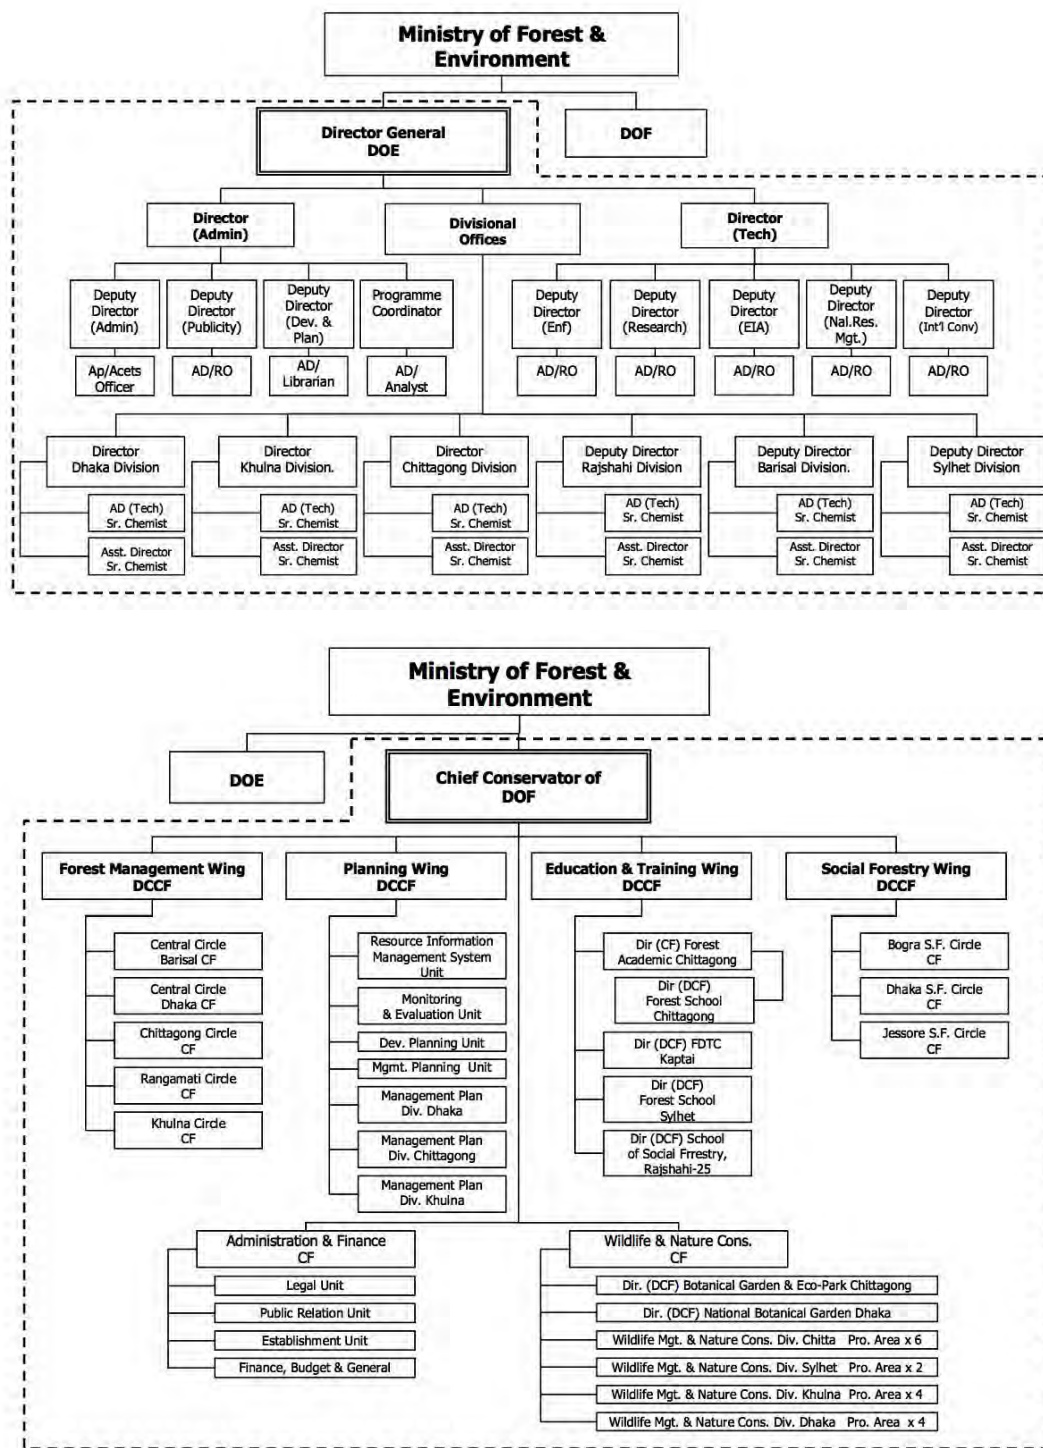 Ministry of Forest &
Environment
Director General
DOE
DOF
Director
(Admin)
Divisional
Offices
Director
(Tech)
Deputy
Director
(Admin)
Deputy
Director
(Publicity)
Deputy
Director
(Dev. &
Plan)
Programme
Coordinator
Deputy
Director
(Enf)
Deputy
Director
(Research)
Deputy
Director
(EIA)
Deputy
Director
(Nal.Res.
Mgt.)
Deputy
Director
(Int'l Conv)
Ap/Acets
Officer
AD/RO
AD/
Librarian
AD/
Analyst
AD/RO
AD/RO
AD/RO
AD/RO
AD/RO
Director
Dhaka Division
Director
Khulna Division.
Director
Chittagong Division
Deputy Director
Rajshahi Division
Deputy Director
Barisal Division.
Deputy Director
Sylhet Division
AD (Tech)
Sr. Chemist
AD (Tech)
Sr. Chemist
AD (Tech)
Sr. Chemist
AD (Tech)
Sr. Chemist
AD (Tech)
Sr. Chemist
AD (Tech)
Sr. Chemist
Asst. Director
Sr. Chemist
Asst. Director
Sr. Chemist
Asst. Director
Sr. Chemist
Asst. Director
Sr. Chemist
Asst. Director
Sr. Chemist
Asst. Director
Sr. Chemist
Ministry of Forest &
Environment
DOE
Chief Conservator of
DOF
Forest Management Wing
DCCF
Planning Wing
DCCF
Education & Training Wing
DCCF
Social Forestry Wing
DCCF
Central Circle
Barisal CF
Central Circle
Dhaka CF
Chittagong Circle
CF
Rangamati Circle
CF
Khulna Circle
CF
Resource Information
Management System
Unit
Monitoring
& Evaluation Unit
Dev. Planning Unit
Mgmt. Planning Unit
Management Plan
Div. Dhaka
Management Plan
Div. Chittagong
Management Plan
Div. Khulna
Dir (CF) Forest
Academic Chittagong
Dir (DCF)
Forest School
Chittagong
Dir (DCF) FDTC
Kaptai
Dir (DCF)
Forest School
Sylhet
Dir (DCF) School
of Social Frrestry,
Rajshahi-25
Bogra S.F. Circle
CF
Dhaka S.F. Circle
CF
Jessore S.F. Circle
CF
Administration & Finance
CF
Legal Unit
Public Relation Unit
Establishment Unit
Finance, Budget & General
Wildlife & Nature Cons.
CF
Dir. (DCF) Botanical Garden & Eco-Park Chittagong
Dir. (DCF) National Botanical Garden Dhaka
Wildlife Mgt. & Nature Cons. Div. Chitta Pro. Area x 6
Wildlife Mgt. & Nature Cons. Div. Sylhet Pro. Area x 2
Wildlife Mgt. & Nature Cons. Div. Khulna Pro. Area x 4
Wildlife Mgt. & Nature Cons. Div. Dhaka Pro. Area x 4